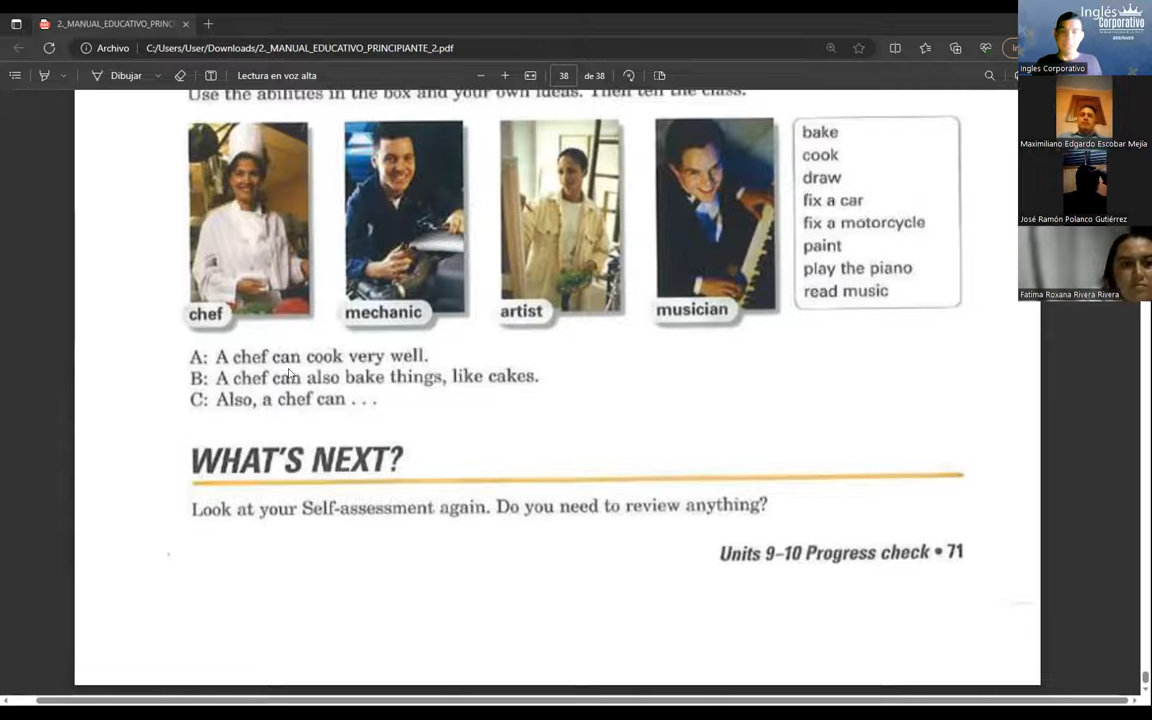 2._MANUAL_EDUCATIVO_PRINC
Archivo
C:/Users/User/Downloads/2._MANUAL_EDUCATIVO_PRINCIPIANTE_2.pdf
Dibujar
Lectura en voz alta
38
de 38
Use the abilities in the box and your own ideas. Then tell the class.
chef
mechanic
artist
musician
bake
cook
draw
fix a car
fix a motorcycle
paint
play the piano
read music
A: A chef can cook very well.
B: A chef can also bake things, like cakes.
C: Also, a chef can . . .
WHAT'S NEXT?
Look at your Self-assessment again. Do you need to review anything?
Units 9–10 Progress check • 71
Inglés
Corporativo
BEGINNER
Ingles Corporativo
Maximiliano Edgardo Escobar Mejía
José Ramón Polanco Gutiérrez
Fatima Roxana Rivera Rivera